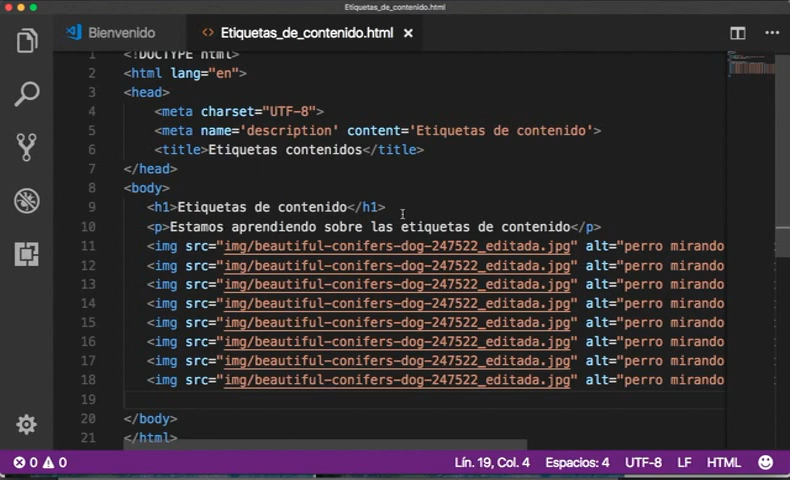 Etiquetas_de_contenido.html
Bienvenido
<> Etiquetas_de_contenido.html ×
1 <!DOCTYPE html>
2 <html lang="en">
3 <head>
4 <meta charset="UTF-8">
5 <meta name='description' content='Etiquetas de contenido'>
6 <title>Etiquetas contenidos</title>
7 </head>
8 <body>
9 <h1>Etiquetas de contenido</h1>
10 <p>Estamos aprendiendo sobre las etiquetas de contenido</p>
11 <img src="img/beautiful-conifers-dog-247522_editada.jpg" alt="perro mirando
12 <img src="img/beautiful-conifers-dog-247522_editada.jpg" alt="perro mirando
13 <img src="img/beautiful-conifers-dog-247522_editada.jpg" alt="perro mirando
14 <img src="img/beautiful-conifers-dog-247522_editada.jpg" alt="perro mirando
15 <img src="img/beautiful-conifers-dog-247522_editada.jpg" alt="perro mirando
16 <img src="img/beautiful-conifers-dog-247522_editada.jpg" alt="perro mirando
17 <img src="img/beautiful-conifers-dog-247522_editada.jpg" alt="perro mirando
18 <img src="img/beautiful-conifers-dog-247522_editada.jpg" alt="perro mirando
19
20 </body>
21 </html>
0 0 Lín. 19, Col. 4 Espacios: 4 UTF-8 LF HTML